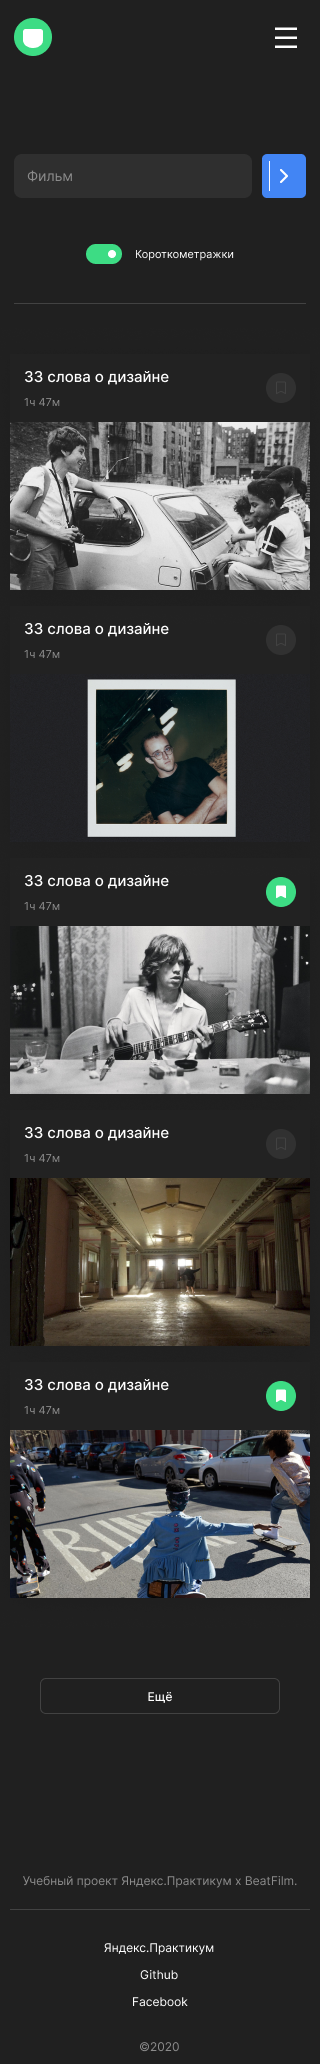 Фильм
Короткометражки
33 слова о дизайне
1ч 47м
33 слова о дизайне
1ч 47м
33 слова о дизайне
1ч 47м
33 слова о дизайне
1ч 47м
33 слова о дизайне
1ч 47м
Ещё
Учебный проект Яндекс.Практикум x BeatFilm.
Яндекс.Практикум
Github
Facebook
©2020